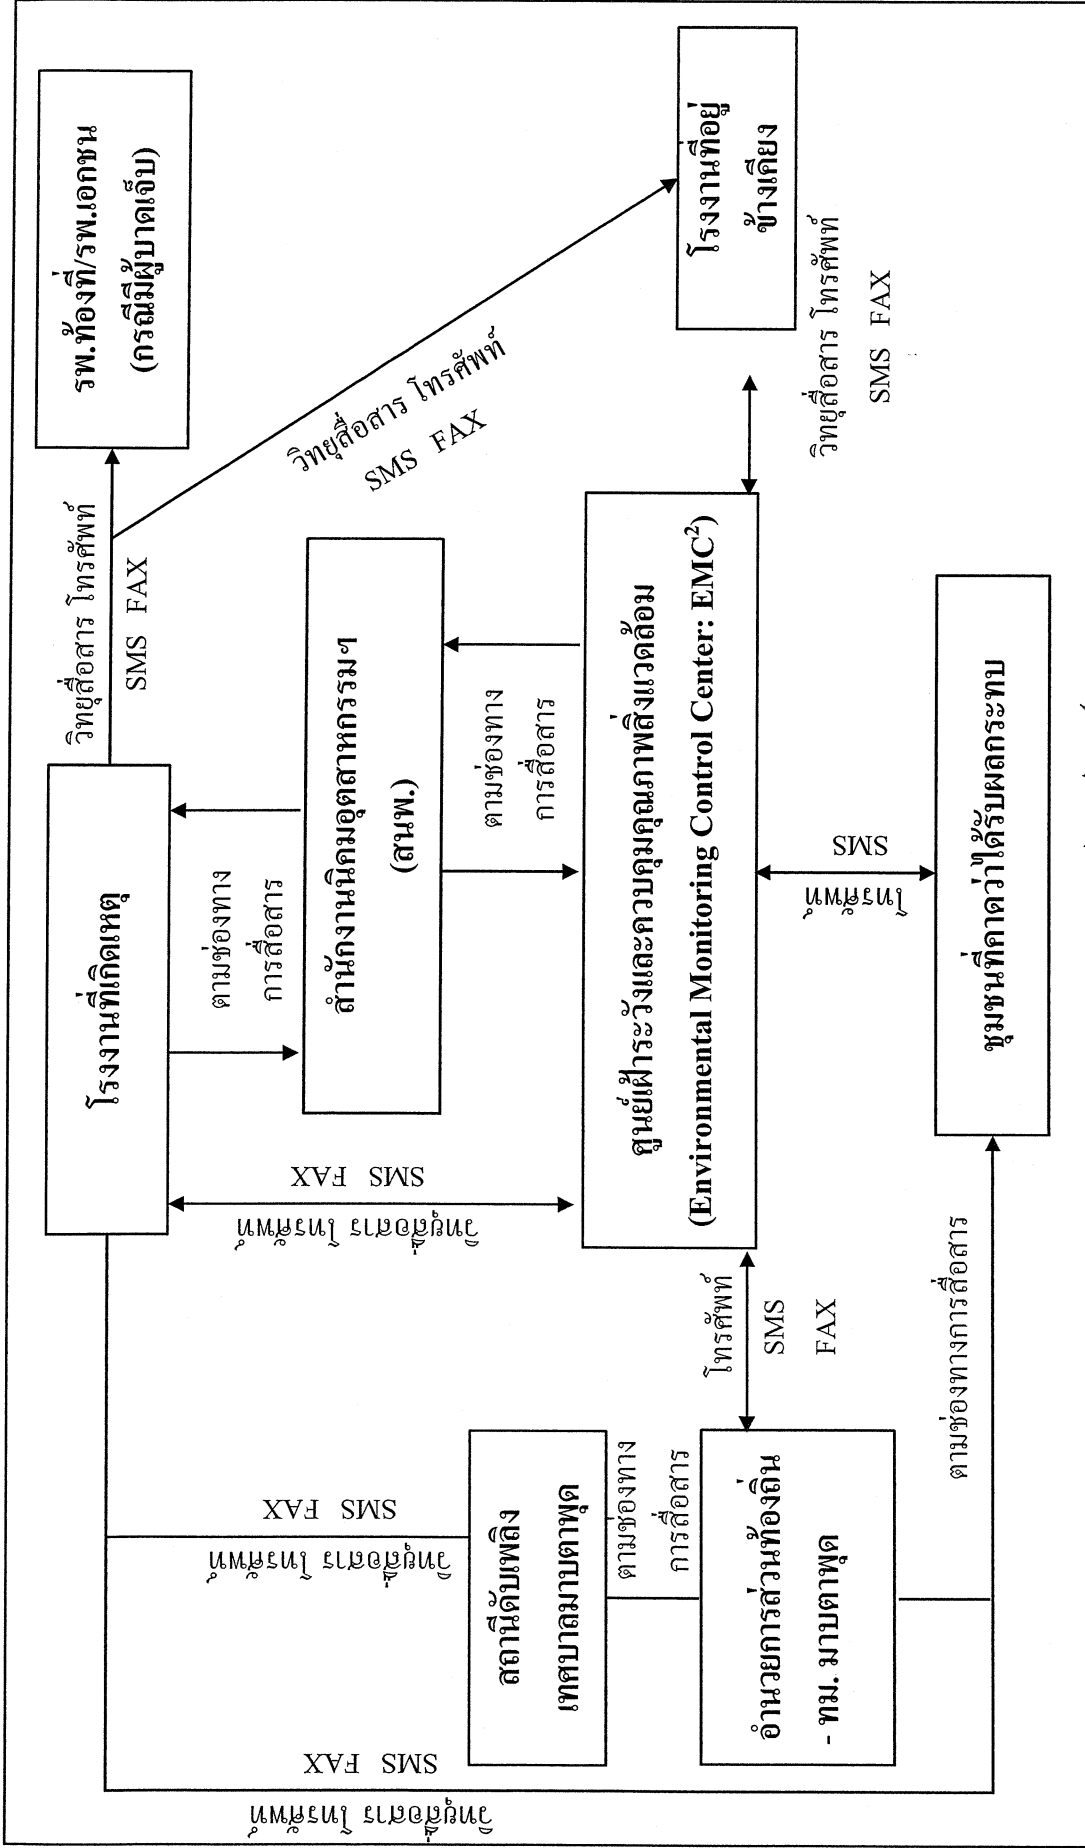 รพ.ท้องที่/รพ.เอกชน
(กรณีมีผู้บาดเจ็บ)
วิทยุสื่อสาร โทรศัพท์
SMS FAX
โรงงานที่เกิดเหตุ
วิทยุสื่อสาร โทรศัพท์
SMS FAX
โรงงานที่อยู่
ข้างเคียง
ตามช่องทาง
การสื่อสาร
สำนักงานนิคมอุตสาหกรรมฯ
(สนพ.)
SMS FAX
วิทยุสื่อสาร โทรศัพท์
ตามช่องทาง
การสื่อสาร
SMS FAX
วิทยุสื่อสาร โทรศัพท์
สถานีดับเพลิง
เทศบาลมาบตาพุด
ศูนย์เฝ้าระวังและควบคุมคุณภาพสิ่งแวดล้อม
(Environmental Monitoring Control Center: EMC²)
วิทยุสื่อสาร โทรศัพท์
SMS FAX
ตามช่องทาง
การสื่อสาร
โทรศัพท์
SMS
FAX
อำนวยการส่วนท้องถิ่น
- ทม. มาบตาพุด
SMS
โทรศัพท์
SMS FAX
วิทยุสื่อสาร โทรศัพท์
ตามช่องทางการสื่อสาร
ชุมชนที่คาดว่าได้รับผลกระทบ